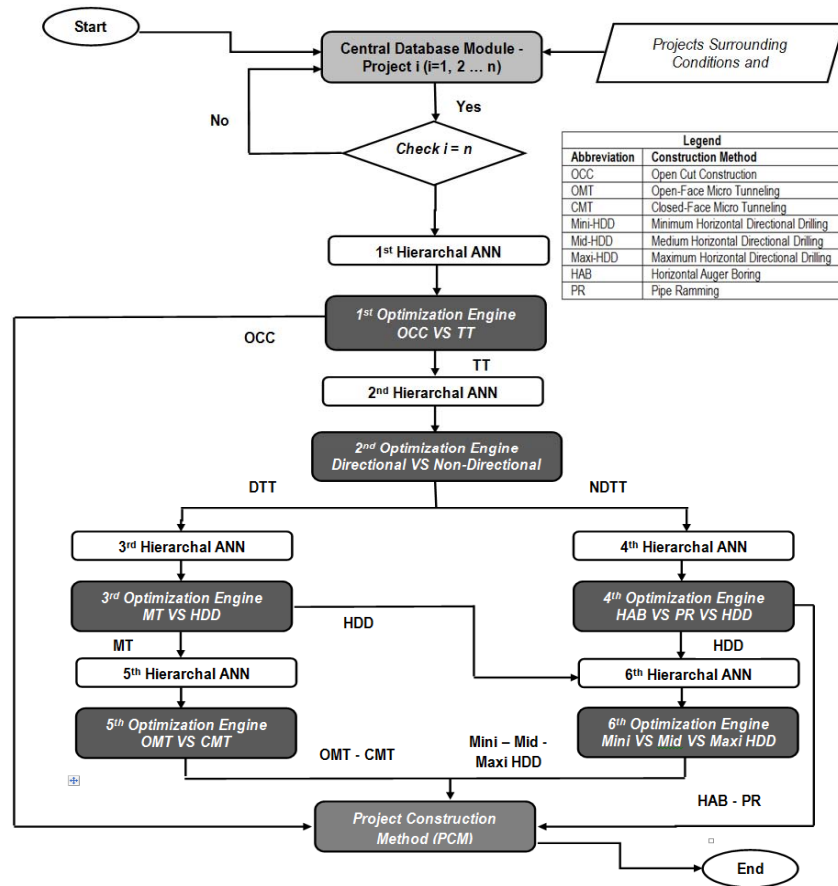 Start
Central Database Module -
Project i (i=1, 2 ... n)
Projects Surrounding
Conditions and
No
Yes
Check i = n
Legend
Abbreviation Construction Method
OCC Open Cut Construction
OMT Open-Face Micro Tunneling
CMT Closed-Face Micro Tunneling
Mini-HDD Minimum Horizontal Directional Drilling
Mid-HDD Medium Horizontal Directional Drilling
Maxi-HDD Maximum Horizontal Directional Drilling
HAB Horizontal Auger Boring
PR Pipe Ramming
1st Hierarchal ANN
1st Optimization Engine
OCC VS TT
OCC
TT
2nd Hierarchal ANN
2nd Optimization Engine
Directional VS Non-Directional
DTT
NDTT
3rd Hierarchal ANN
4th Hierarchal ANN
3rd Optimization Engine
MT VS HDD
4th Optimization Engine
HAB VS PR VS HDD
HDD
MT
HDD
5th Hierarchal ANN
6th Hierarchal ANN
5th Optimization Engine
OMT VS CMT
6th Optimization Engine
Mini VS Mid VS Maxi HDD
OMT - CMT
Mini – Mid -
Maxi HDD
HAB - PR
Project Construction
Method (PCM)
End